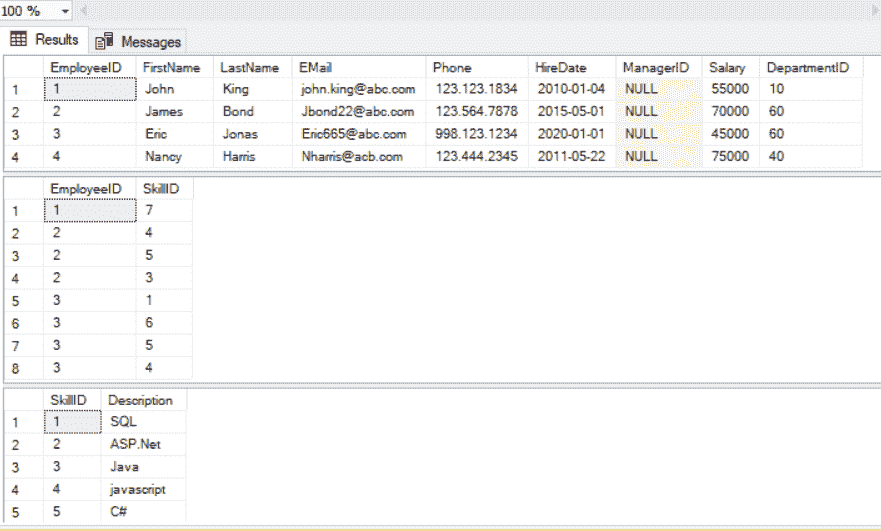 100 %
Results Messages
EmployeeID FirstName LastName EMail Phone HireDate ManagerID Salary DepartmentID
1 1 John King john.king@abc.com 123.123.1834 2010-01-04 NULL 55000 10
2 2 James Bond Jbond22@abc.com 123.564.7878 2015-05-01 NULL 70000 60
3 3 Eric Jonas Eric665@abc.com 998.123.1234 2020-01-01 NULL 45000 60
4 4 Nancy Harris Nharris@acb.com 123.444.2345 2011-05-22 NULL 75000 40
EmployeeID SkillID
1 1 7
2 2 4
3 2 5
4 2 3
5 3 1
6 3 6
7 3 5
8 3 4
SkillID Description
1 1 SQL
2 2 ASP.Net
3 3 Java
4 4 javascript
5 5 C#